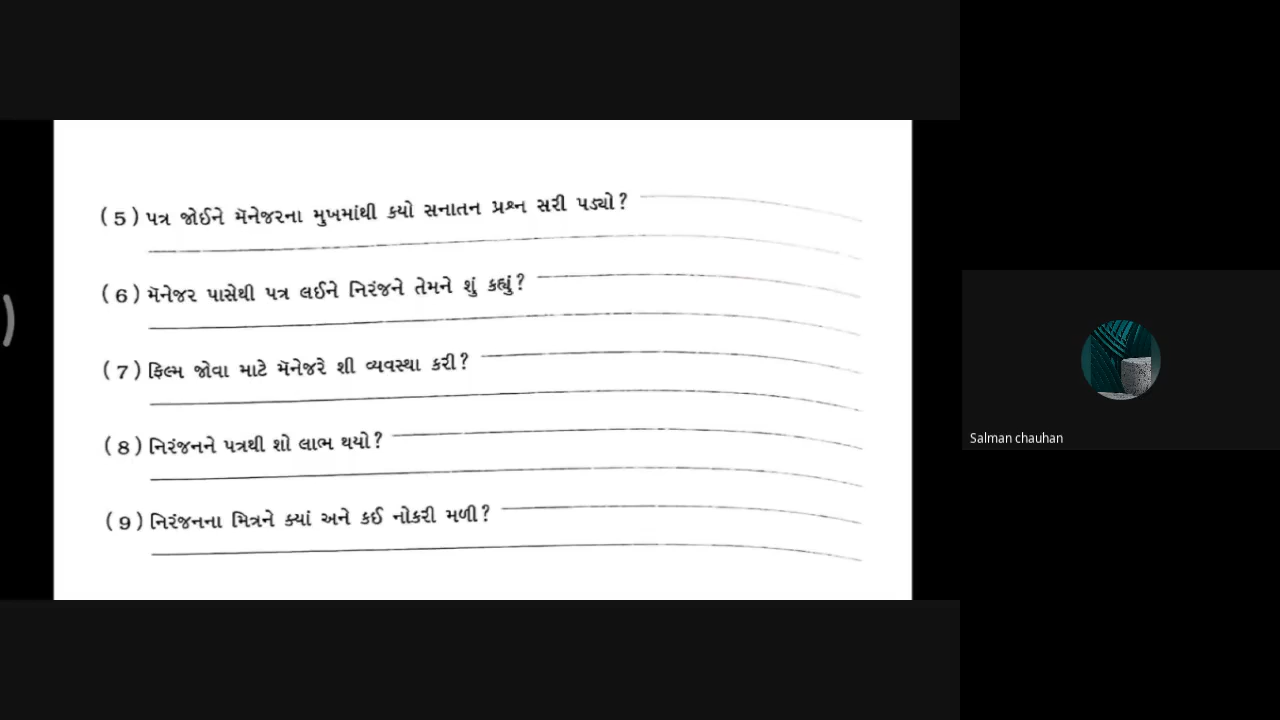 (5) પત્ર જોઈને મૅનેજરના મુખમાંથી કયો સનાતન પ્રશ્ન સરી પડ્યો?
(6) મૅનેજર પાસેથી પત્ર લઈને નિરંજને તેમને શું કહ્યું?
(7) ફિલ્મ જોવા માટે મૅનેજરે શી વ્યવસ્થા કરી?
(8) નિરંજનને પત્રથી શો લાભ થયો?
(9) નિરંજનના મિત્રને ક્યાં અને કઈ નોકરી મળી?
Salman chauhan